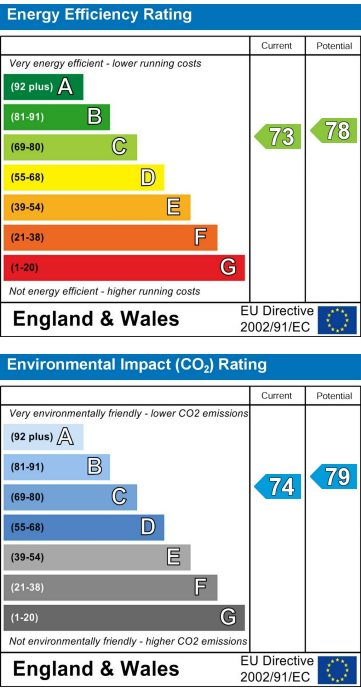 Energy Efficiency Rating
Current Potential
Very energy efficient - lower running costs
(92 plus) A
(81-91) B
(69-80) C
73 78
(55-68) D
(39-54) E
(21-38) F
(1-20) G
Not energy efficient - higher running costs
England & Wales
EU Directive
2002/91/EC
Environmental Impact (CO2) Rating
Current Potential
Very environmentally friendly - lower CO2 emissions
(92 plus) A
(81-91) B
(69-80) C
74 79
(55-68) D
(39-54) E
(21-38) F
(1-20) G
Not environmentally friendly - higher CO2 emissions
England & Wales
EU Directive
2002/91/EC